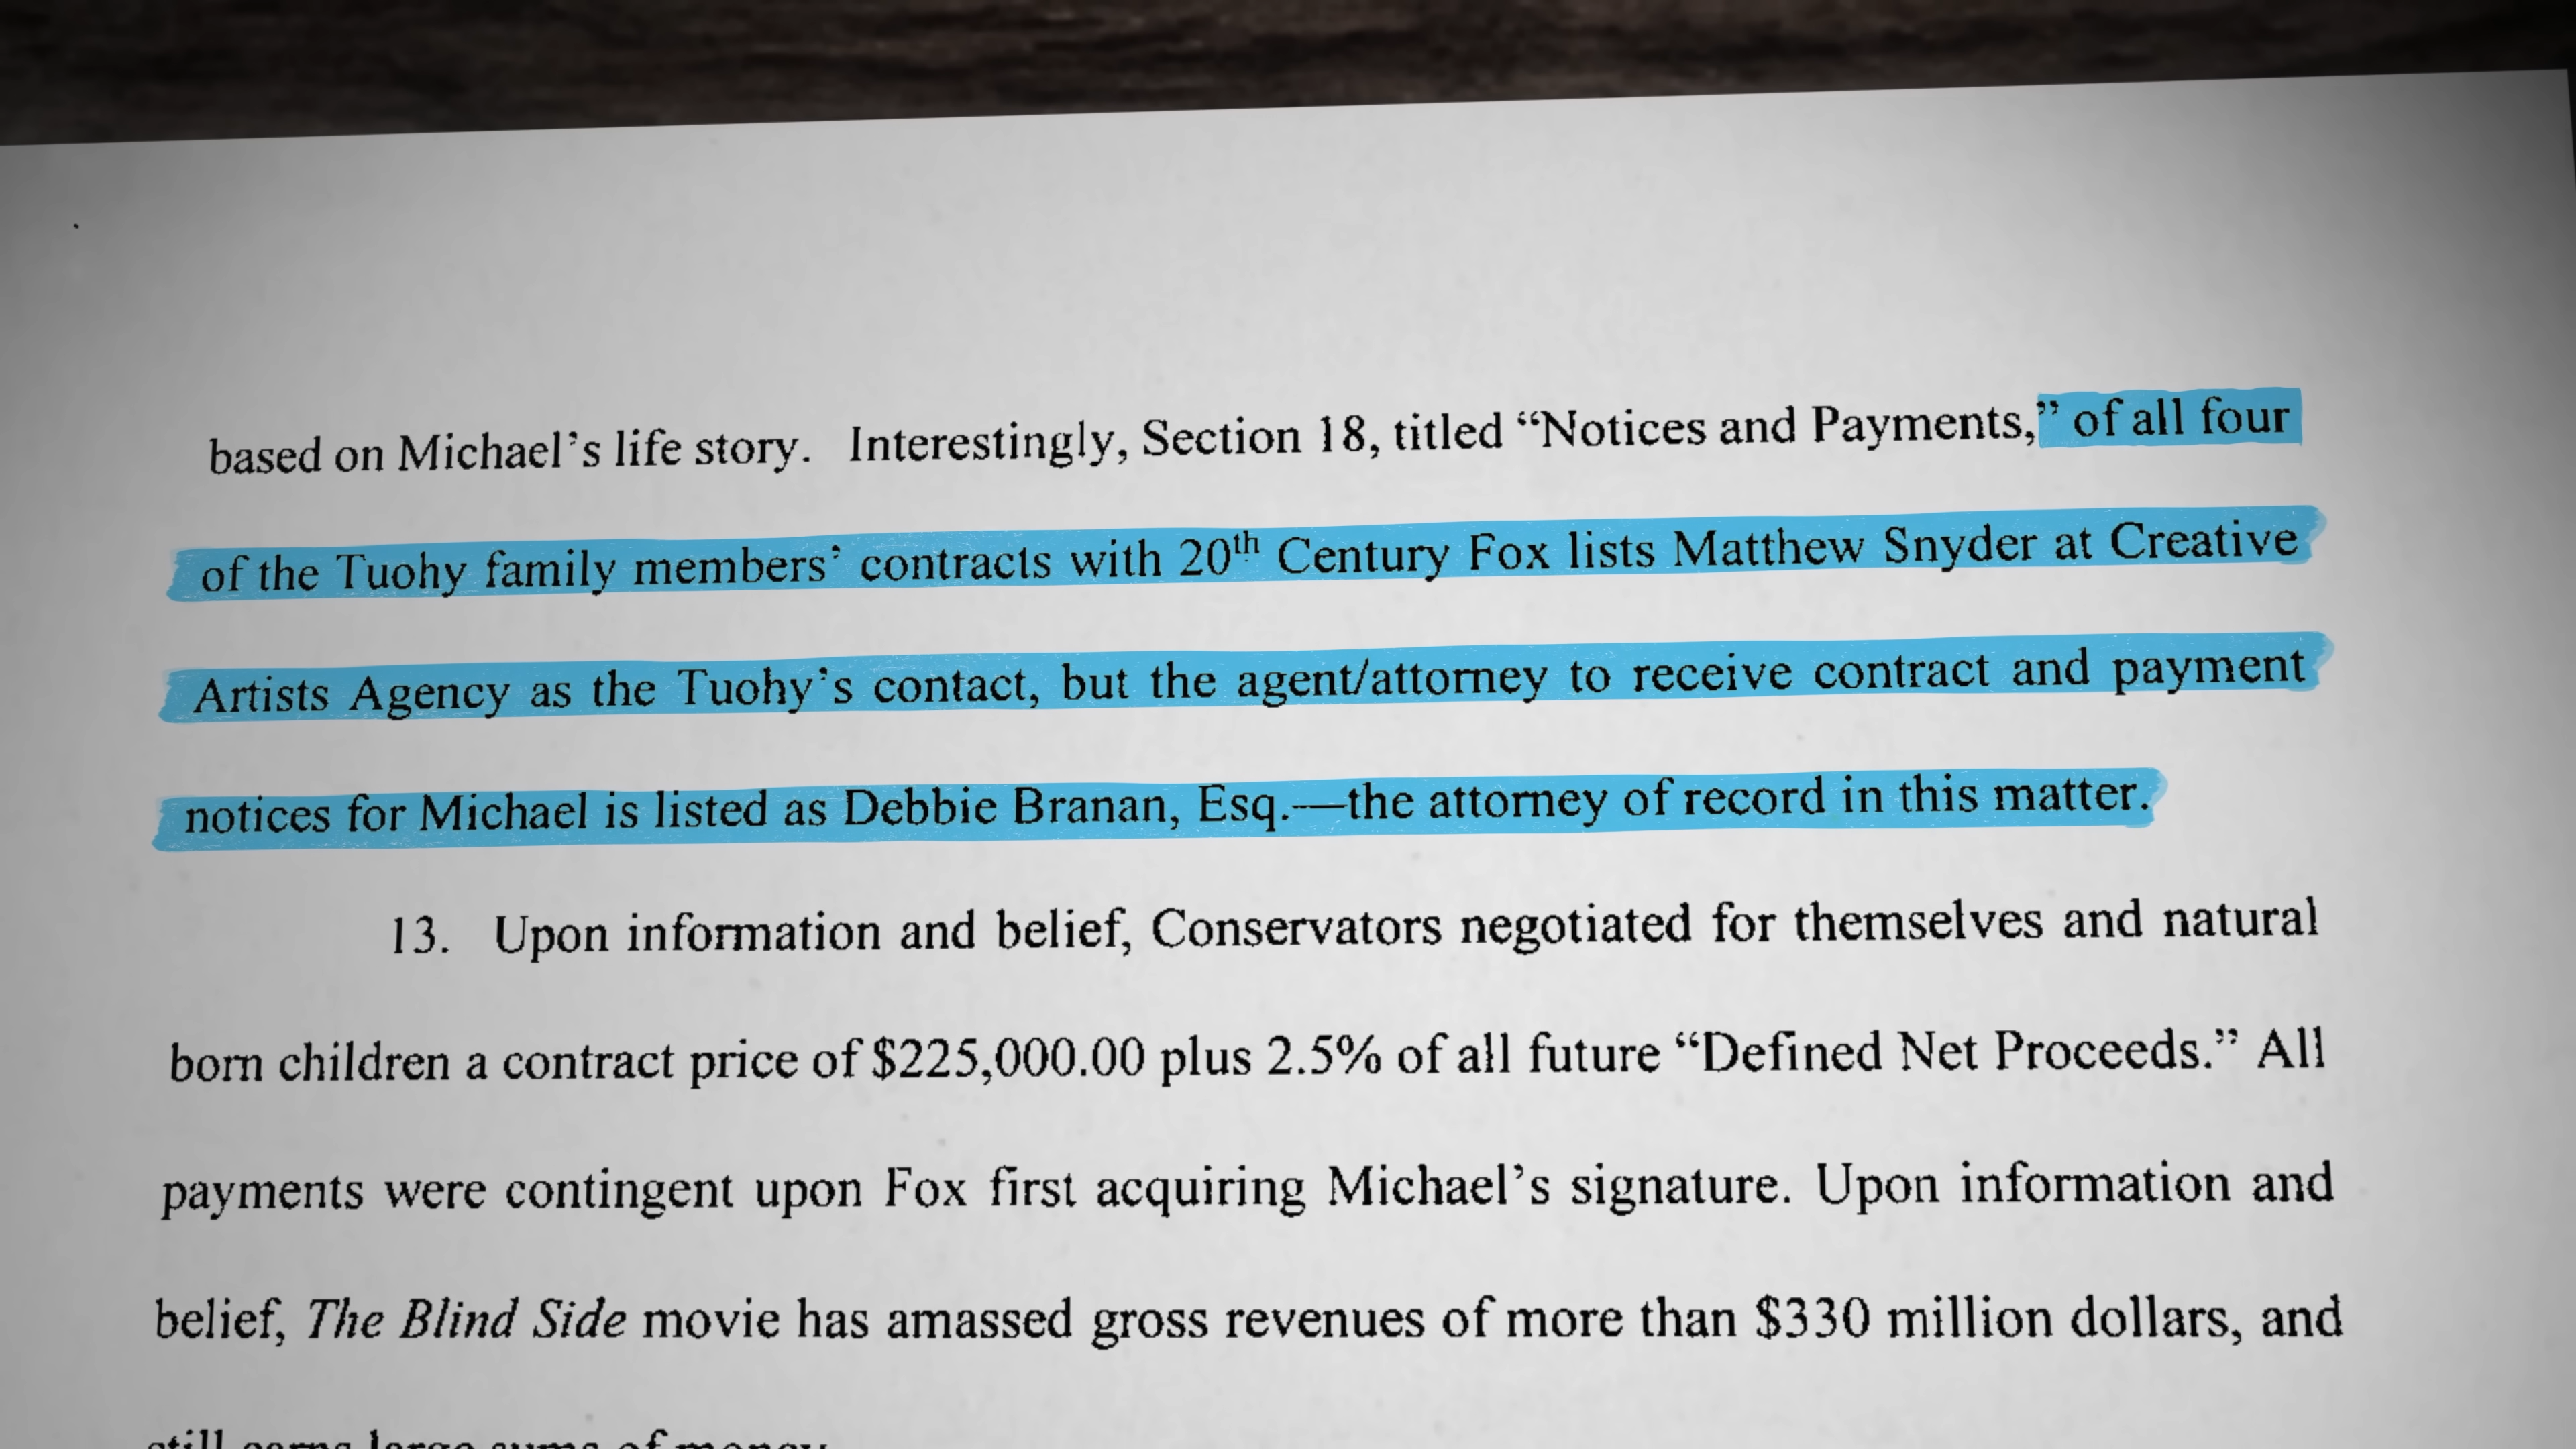 based on Michael’s life story. Interestingly, Section 18, titled “Notices and Payments,” of all four
of the Tuohy family members’ contracts with 20th Century Fox lists Matthew Snyder at Creative
Artists Agency as the Tuohy’s contact, but the agent/attorney to receive contract and payment
notices for Michael is listed as Debbie Branan, Esq.—the attorney of record in this matter.
13. Upon information and belief, Conservators negotiated for themselves and natural
born children a contract price of $225,000.00 plus 2.5% of all future “Defined Net Proceeds.” All
payments were contingent upon Fox first acquiring Michael’s signature. Upon information and
belief, The Blind Side movie has amassed gross revenues of more than $330 million dollars, and
still earns large sums of money